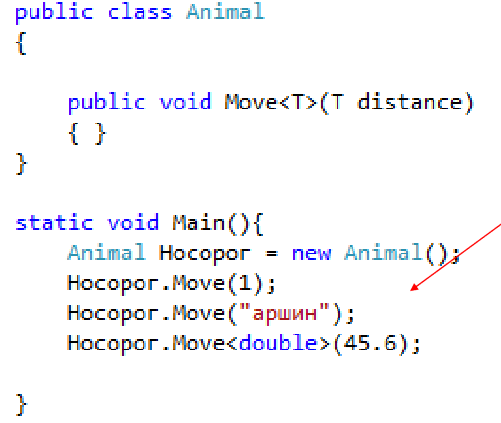 public class Animal
{
public void Move<T>(T distance)
{ }
}
static void Main(){
Animal Носорог = new Animal();
Носорог.Move(1);
Носорог.Move("аршин");
Носорог.Move<double>(45.6);
}